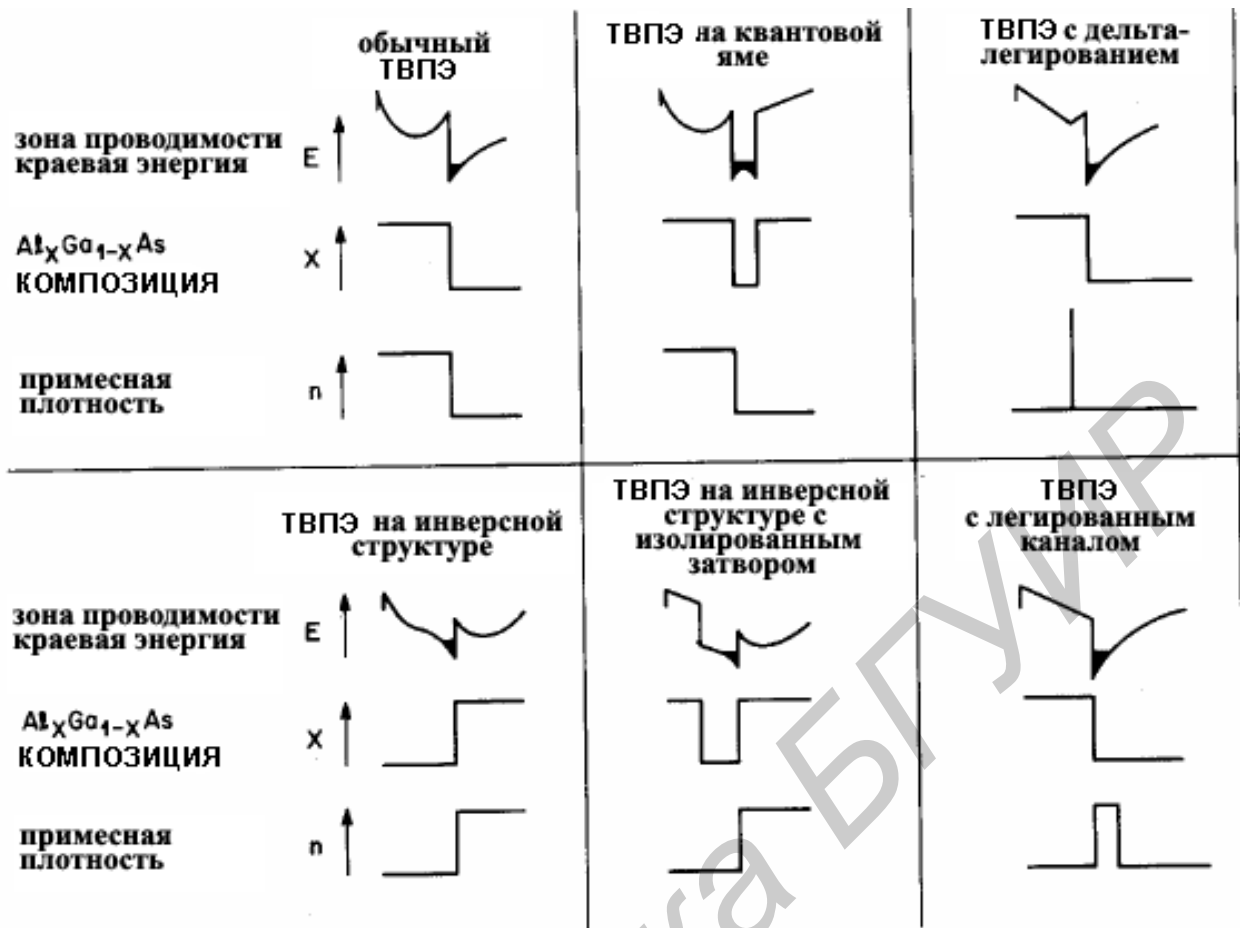 обычный
ТВПЭ
ТВПЭ на квантовой
яме
ТВПЭ с дельта-
легированием
зона проводимости
краевая энергия
E
AlxGa1-xAs
КОМПОЗИЦИЯ
X
примесная
плотность
n
ТВПЭ на инверсной
структуре
ТВПЭ на инверсной
структуре с
изолированным
затвором
ТВПЭ
с легированным
каналом
зона проводимости
краевая энергия
E
AlxGa1-xAs
КОМПОЗИЦИЯ
X
примесная
плотность
n
ка БГУИР